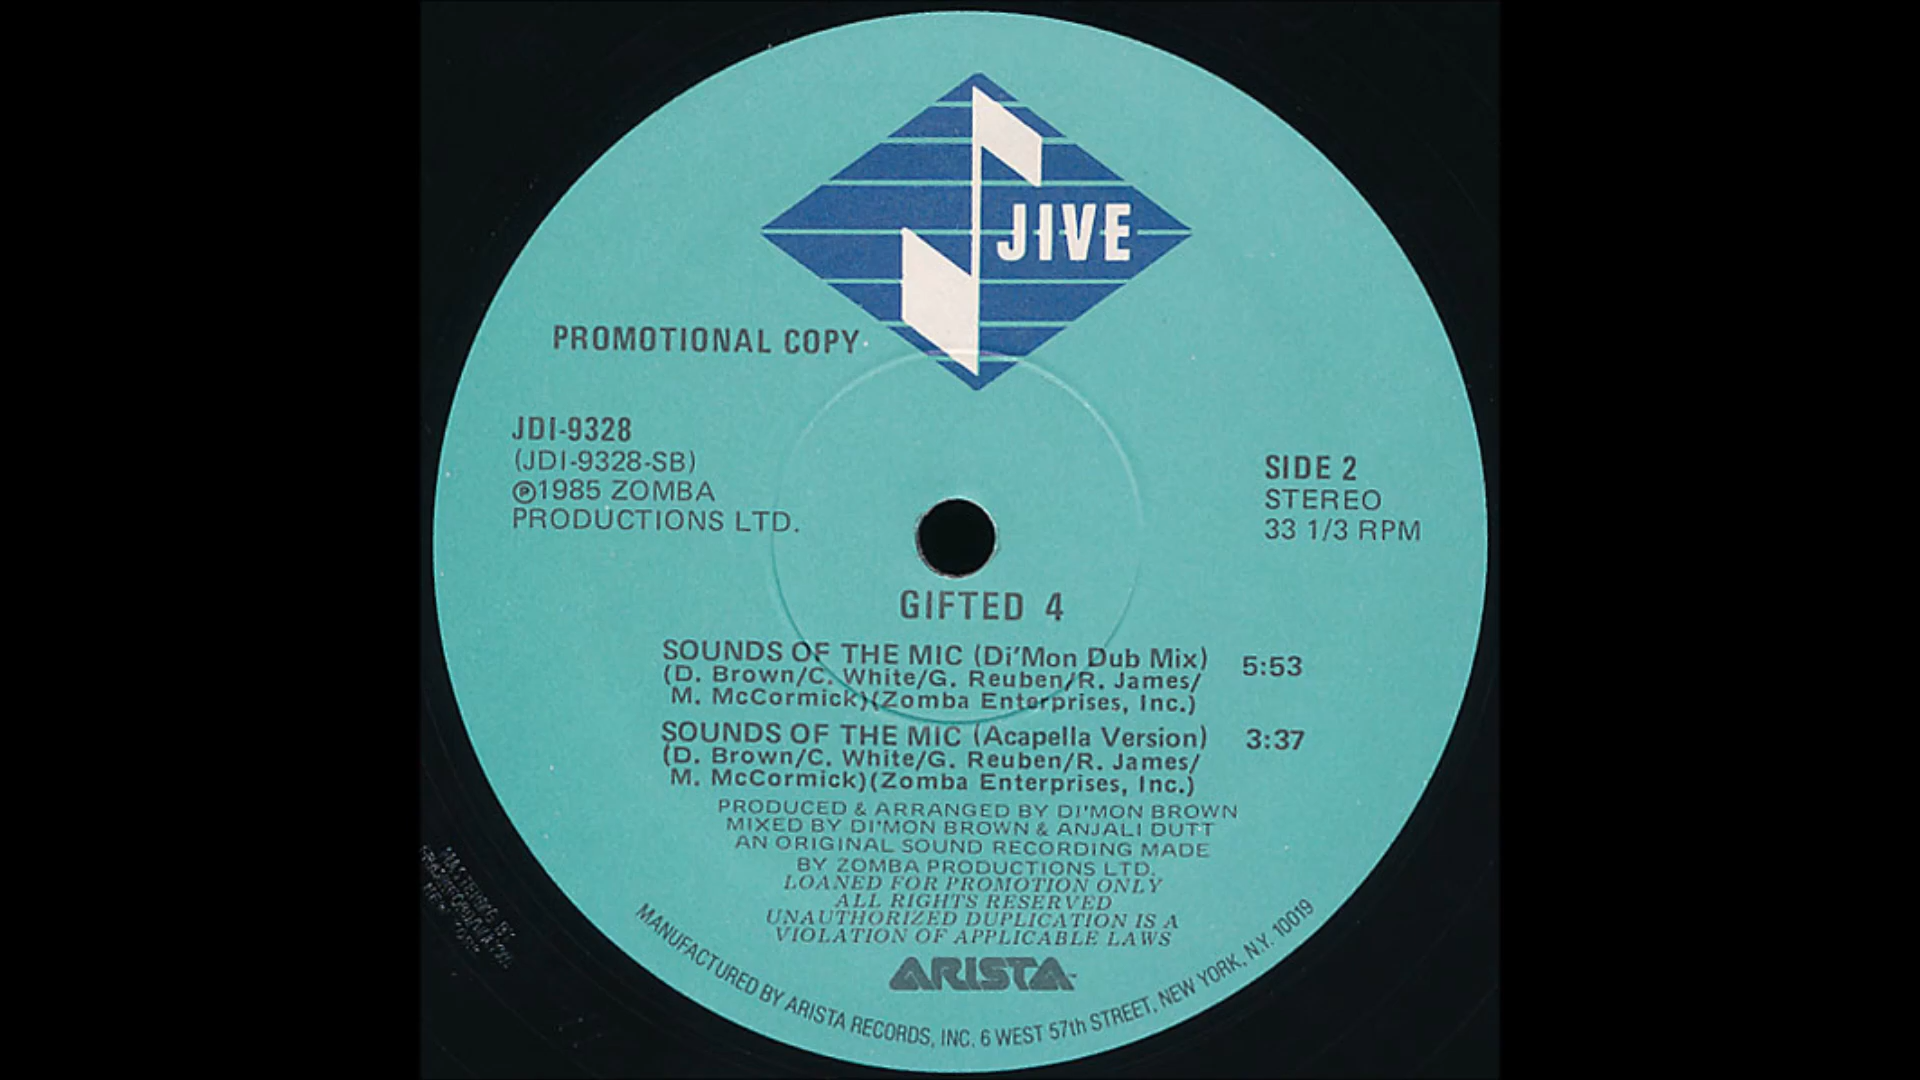 JIVE
PROMOTIONAL COPY
JDI-9328
(JDI-9328-SB)
℗1985 ZOMBA
PRODUCTIONS LTD.
SIDE 2
STEREO
33 1/3 RPM
GIFTED 4
SOUNDS OF THE MIC (Di'Mon Dub Mix) 5:53
(D. Brown/C. White/G. Reuben/R. James/
M. McCormick)(Zomba Enterprises, Inc.)
SOUNDS OF THE MIC (Acapella Version) 3:37
(D. Brown/C. White/G. Reuben/R. James/
M. McCormick)(Zomba Enterprises, Inc.)
PRODUCED & ARRANGED BY DI'MON BROWN
MIXED BY DI'MON BROWN & ANJALI DUTT
AN ORIGINAL SOUND RECORDING MADE
BY ZOMBA PRODUCTIONS LTD.
LOANED FOR PROMOTION ONLY
ALL RIGHTS RESERVED
UNAUTHORIZED DUPLICATION IS A
VIOLATION OF APPLICABLE LAWS
ARISTA
MANUFACTURED BY ARISTA RECORDS, INC. 6 WEST 57th STREET, NEW YORK, N.Y. 10019